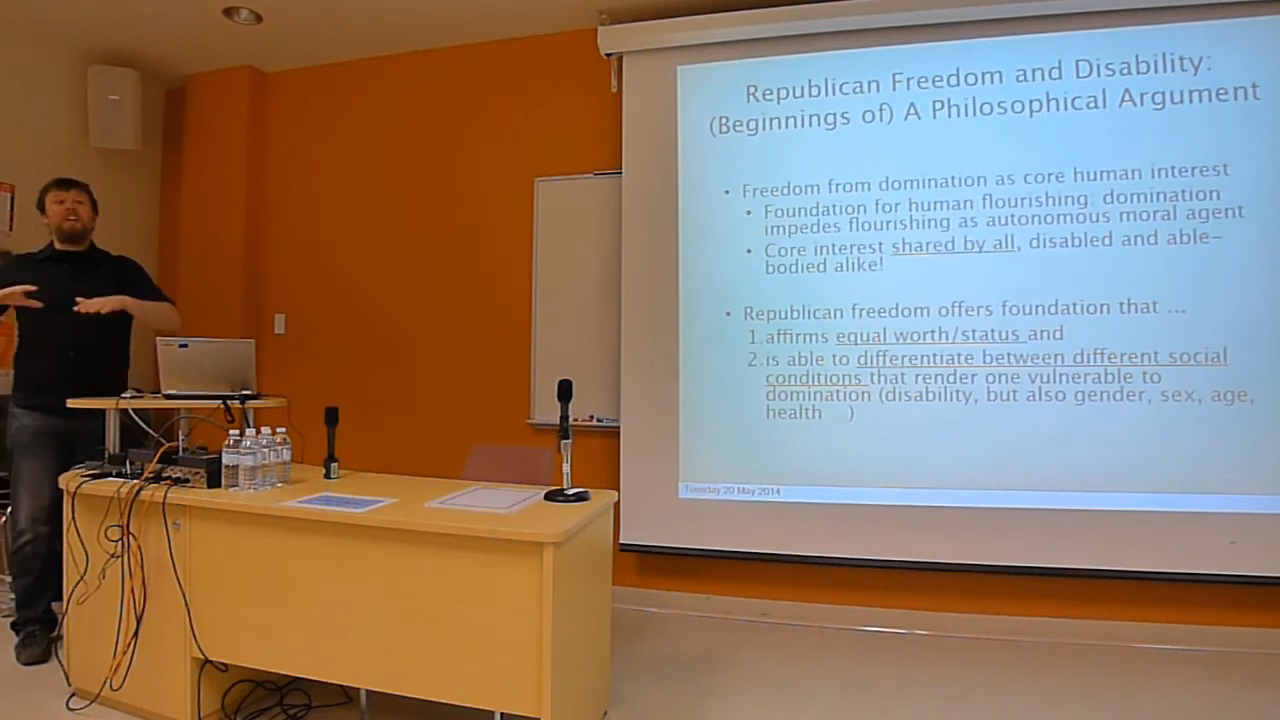 Republican Freedom and Disability:
(Beginnings of) A Philosophical Argument
• Freedom from domination as core human interest
• Foundation for human flourishing: domination
impedes flourishing as autonomous moral agent
• Core interest shared by all, disabled and able-
bodied alike!
• Republican freedom offers foundation that ...
1. affirms equal worth/status and
2. is able to differentiate between different social
conditions that render one vulnerable to
domination (disability, but also gender, sex, age,
health ...)
Tuesday 20 May 2014